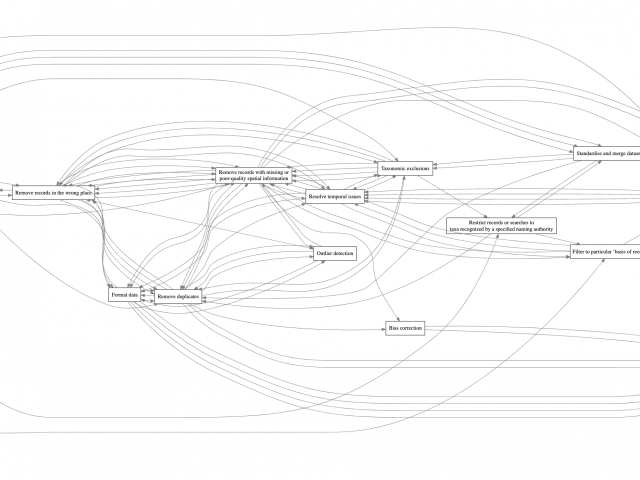 Standardise and merge datase
Taxonomic exclusions
Remove records with missing or
poor-quality spatial information
Remove records in the wrong place
Resolve temporal issues
Restrict records or searches to
taxa recognized by a specified naming authority
Outlier detection
Filter to particular 'basis of reco
Format data
Remove duplicates
Bias correction